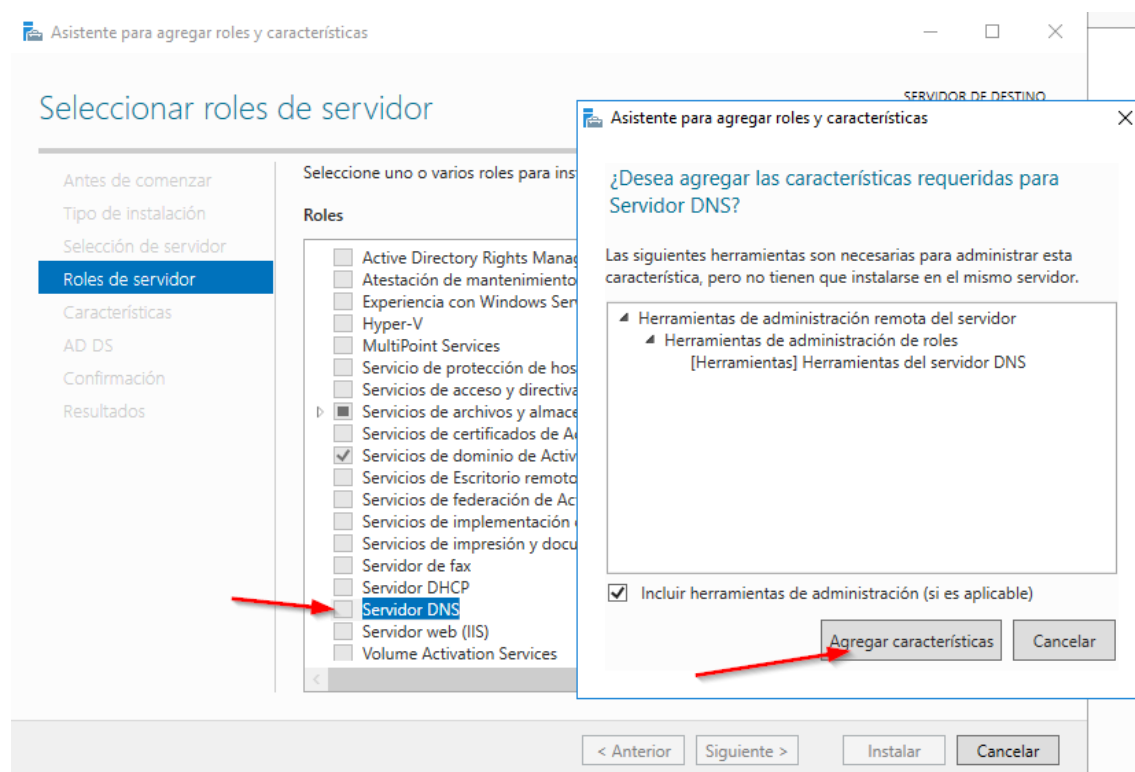 Asistente para agregar roles y características
Seleccionar roles de servidor
SERVIDOR DE DESTINO
Antes de comenzar
Tipo de instalación
Selección de servidor
Roles de servidor
Características
AD DS
Confirmación
Resultados
Seleccione uno o varios roles para ins
Roles
Active Directory Rights Manag
Atestación de mantenimiento
Experiencia con Windows Ser
Hyper-V
MultiPoint Services
Servicio de protección de hos
Servicios de acceso y directiva
Servicios de archivos y almace
Servicios de certificados de A
Servicios de dominio de Activ
Servicios de Escritorio remoto
Servicios de federación de Ac
Servicios de implementación
Servicios de impresión y docu
Servidor de fax
Servidor DHCP
Servidor DNS
Servidor web (IIS)
Volume Activation Services
Asistente para agregar roles y características
¿Desea agregar las características requeridas para
Servidor DNS?
Las siguientes herramientas son necesarias para administrar esta
característica, pero no tienen que instalarse en el mismo servidor.
Herramientas de administración remota del servidor
Herramientas de administración de roles
[Herramientas] Herramientas del servidor DNS
Incluir herramientas de administración (si es aplicable)
Agregar características Cancelar
< Anterior Siguiente > Instalar Cancelar